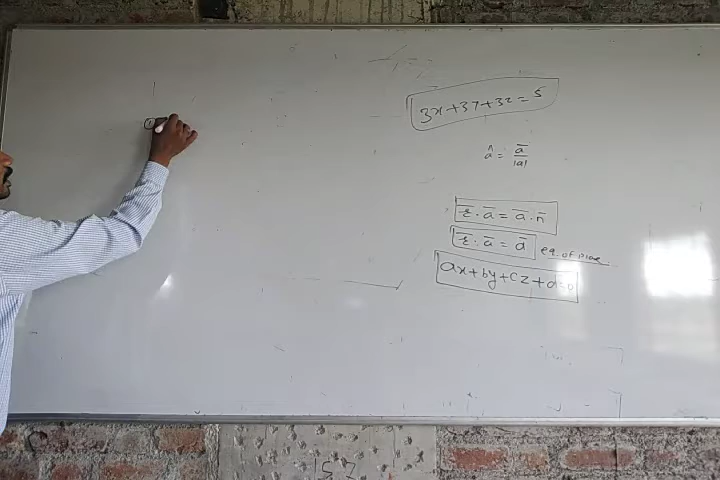 3x+3y+3z=5
â = a̅/|a|
r̅ . a̅ = a̅ . n̅
r̅ . a̅ = d̅ eq. of plane
ax+by+cz+d=0